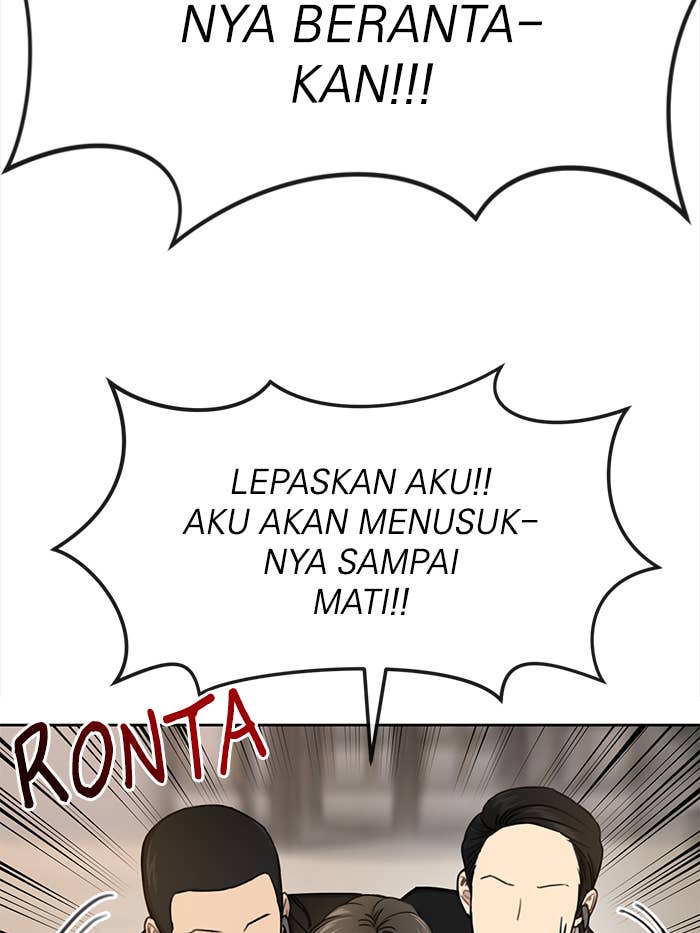 NYA BERANTA-
KAN!!!
LEPASKAN AKU!!
AKU AKAN MENUSUK-
NYA SAMPAI
MATI!!
RONTA